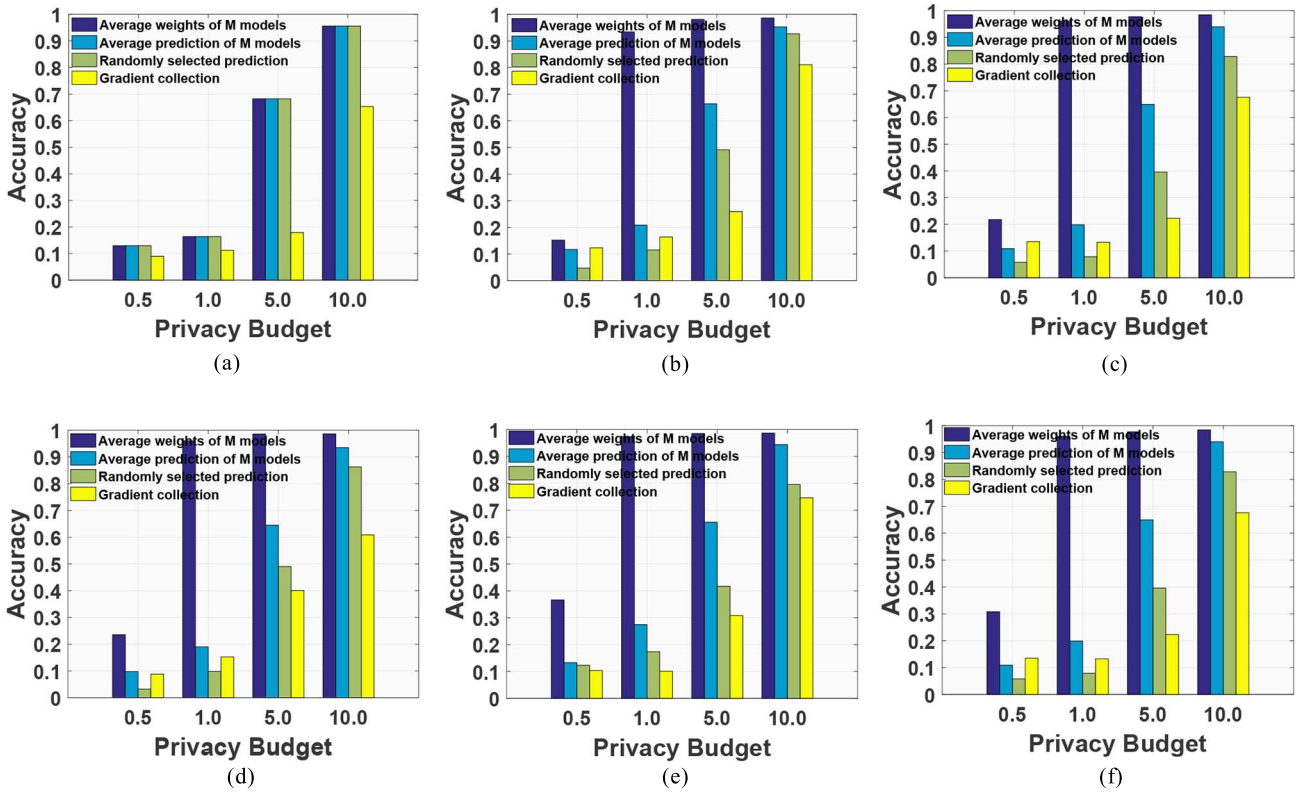 Average weights of M models
Average prediction of M models
Randomly selected prediction
Gradient collection
Accuracy
1
0.9
0.8
0.7
0.6
0.5
0.4
0.3
0.2
0.1
0
0.5 1.0 5.0 10.0
Privacy Budget
(a)
Average weights of M models
Average prediction of M models
Randomly selected prediction
Gradient collection
Accuracy
1
0.9
0.8
0.7
0.6
0.5
0.4
0.3
0.2
0.1
0
0.5 1.0 5.0 10.0
Privacy Budget
(b)
Average weights of M models
Average prediction of M models
Randomly selected prediction
Gradient collection
Accuracy
1
0.9
0.8
0.7
0.6
0.5
0.4
0.3
0.2
0.1
0
0.5 1.0 5.0 10.0
Privacy Budget
(c)
Average weights of M models
Average prediction of M models
Randomly selected prediction
Gradient collection
Accuracy
1
0.9
0.8
0.7
0.6
0.5
0.4
0.3
0.2
0.1
0
0.5 1.0 5.0 10.0
Privacy Budget
(d)
Average weights of M models
Average prediction of M models
Randomly selected prediction
Gradient collection
Accuracy
1
0.9
0.8
0.7
0.6
0.5
0.4
0.3
0.2
0.1
0
0.5 1.0 5.0 10.0
Privacy Budget
(e)
Average weights of M models
Average prediction of M models
Randomly selected prediction
Gradient collection
Accuracy
1
0.9
0.8
0.7
0.6
0.5
0.4
0.3
0.2
0.1
0
0.5 1.0 5.0 10.0
Privacy Budget
(f)